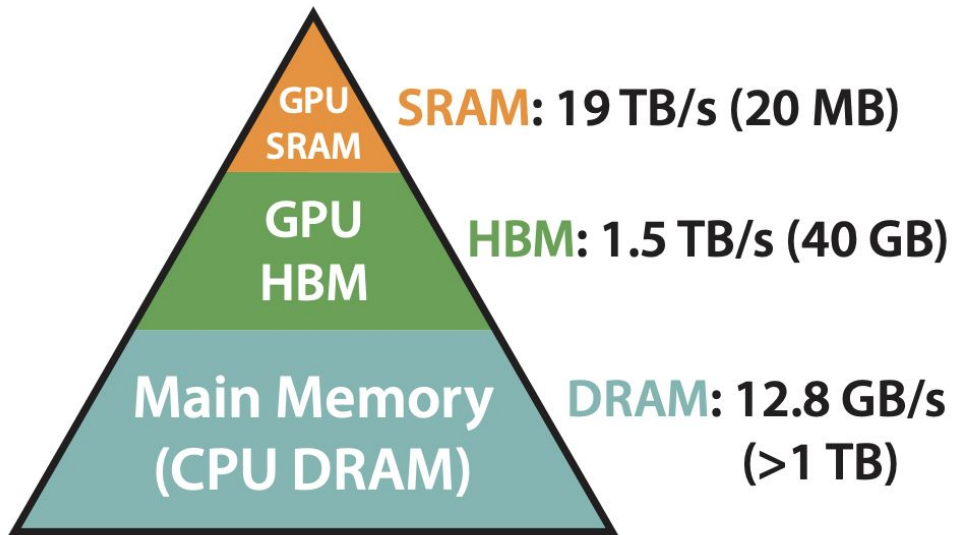 GPU
SRAM
SRAM: 19 TB/s (20 MB)
GPU
HBM
HBM: 1.5 TB/s (40 GB)
Main Memory
(CPU DRAM)
DRAM: 12.8 GB/s
(>1 TB)